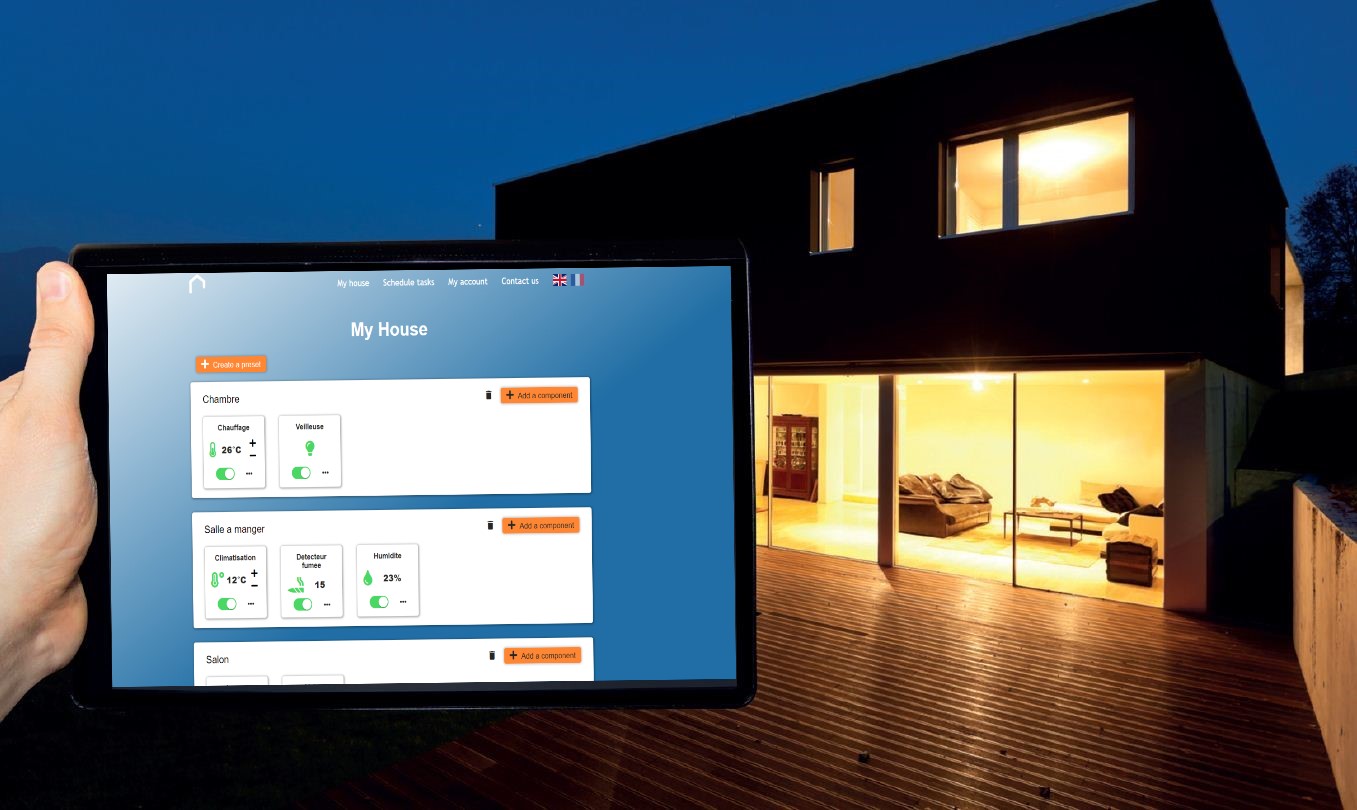 My house Schedule tasks My account Contact us
My House
+ Create a preset
Chambre
+ Add a component
Chauffage
26°C
+
−
Veilleuse
Salle a manger
+ Add a component
Climatisation
12°C
+
−
Detecteur
fumee
15
Humidite
23%
Salon
+ Add a component